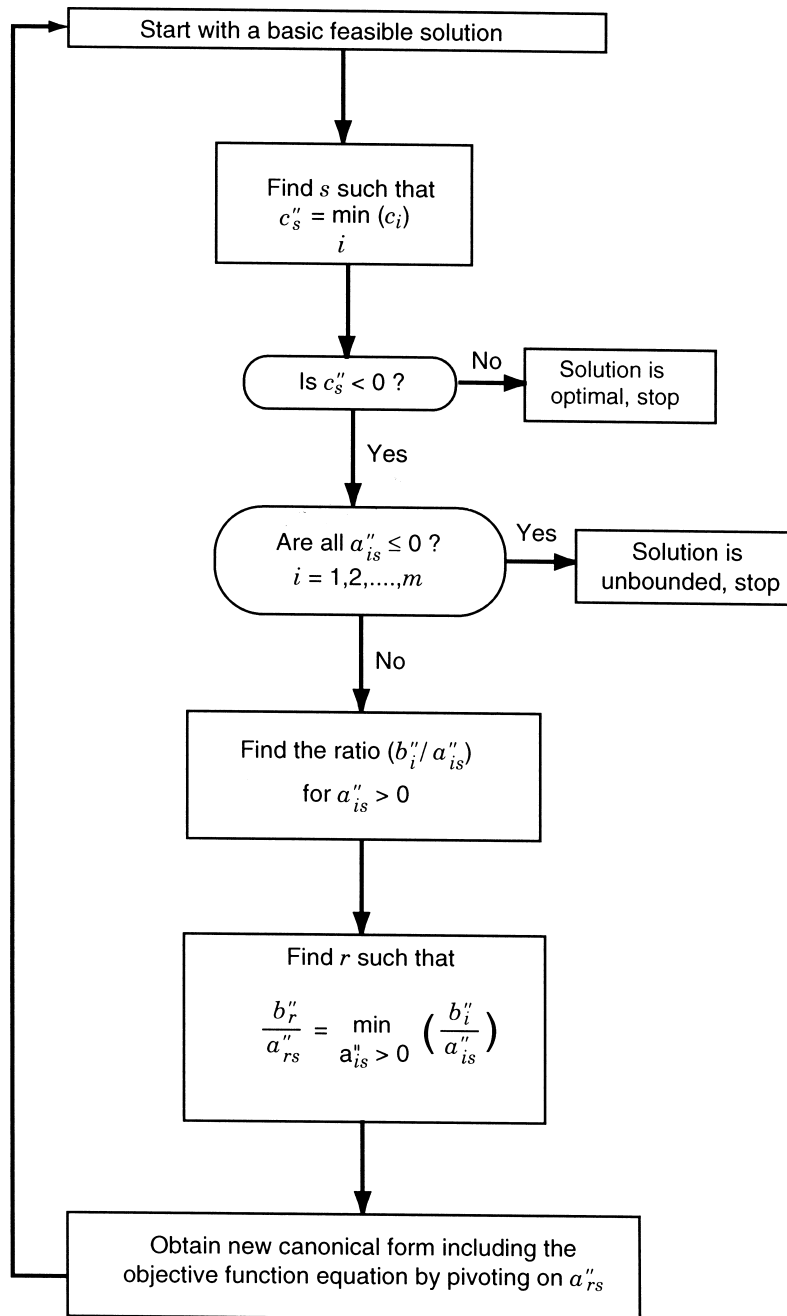 Start with a basic feasible solution
Find s such that
c″ₛ = min (cᵢ)
i
Is c″ₛ < 0 ?
No
Solution is
optimal, stop
Yes
Are all a″ᵢₛ ≤ 0 ?
i = 1,2,....,m
Yes
Solution is
unbounded, stop
No
Find the ratio (b″ᵢ/ a″ᵢₛ)
for a″ᵢₛ > 0
Find r such that
b″ᵣ / a″ᵣₛ = min (b″ᵢ / a″ᵢₛ)
a"ᵢₛ > 0
Obtain new canonical form including the
objective function equation by pivoting on a″ᵣₛ